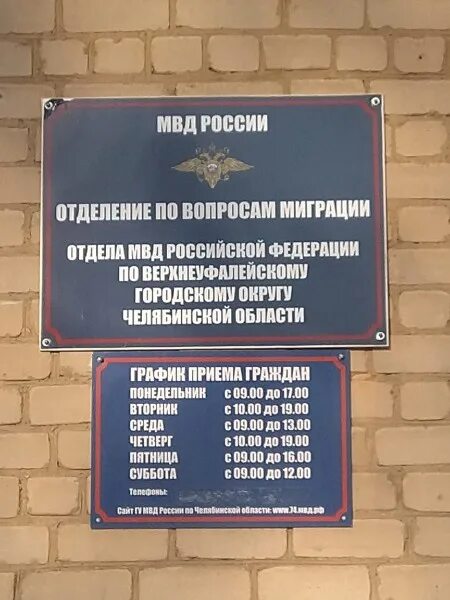 МВД РОССИИ
ОТДЕЛЕНИЕ ПО ВОПРОСАМ МИГРАЦИИ
ОТДЕЛА МВД РОССИЙСКОЙ ФЕДЕРАЦИИ
ПО ВЕРХНЕУФАЛЕЙСКОМУ
ГОРОДСКОМУ ОКРУГУ
ЧЕЛЯБИНСКОЙ ОБЛАСТИ
ГРАФИК ПРИЕМА ГРАЖДАН
ПОНЕДЕЛЬНИК с 09.00 до 17.00
ВТОРНИК с 10.00 до 19.00
СРЕДА с 09.00 до 13.00
ЧЕТВЕРГ с 10.00 до 19.00
ПЯТНИЦА с 09.00 до 16.00
СУББОТА с 09.00 до 12.00
Телефоны:
Сайт ГУ МВД России по Челябинской области: www.74.мвд.рф